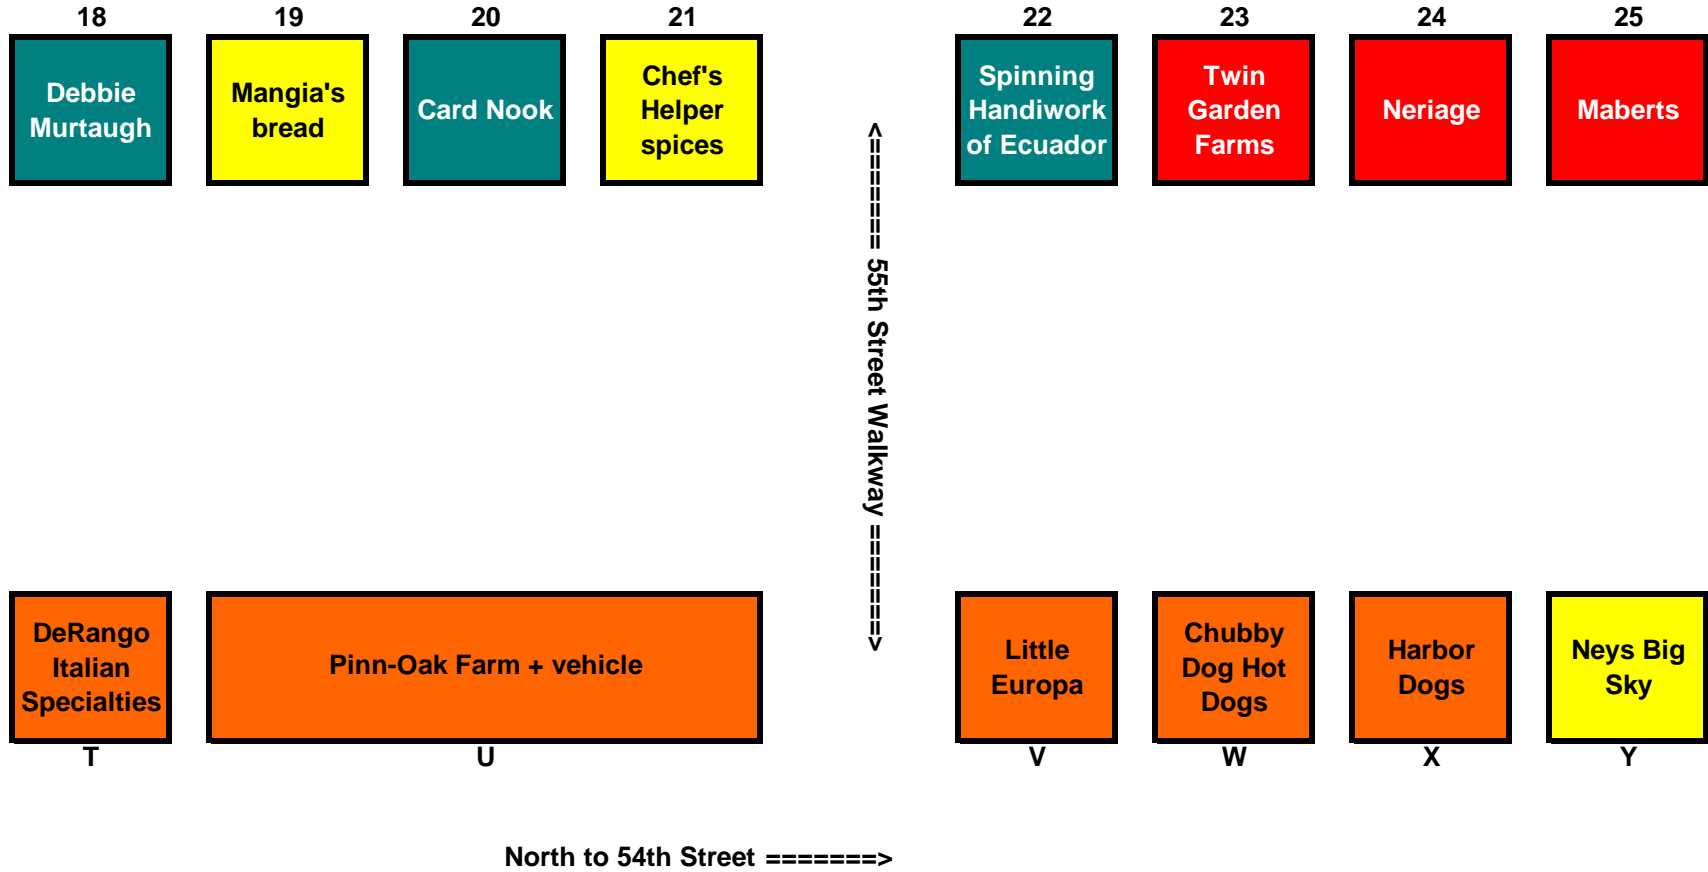 18 19 20 21 22 23 24 25
Debbie
Murtaugh
Mangia's
bread
Card Nook
Chef's
Helper
spices
Spinning
Handiwork
of Ecuador
Twin
Garden
Farms
Neriage
Maberts
<======= 55th Street Walkway =======>
DeRango
Italian
Specialties
Pinn-Oak Farm + vehicle
Little
Europa
Chubby
Dog Hot
Dogs
Harbor
Dogs
Neys Big
Sky
T U V W X Y
North to 54th Street =======>